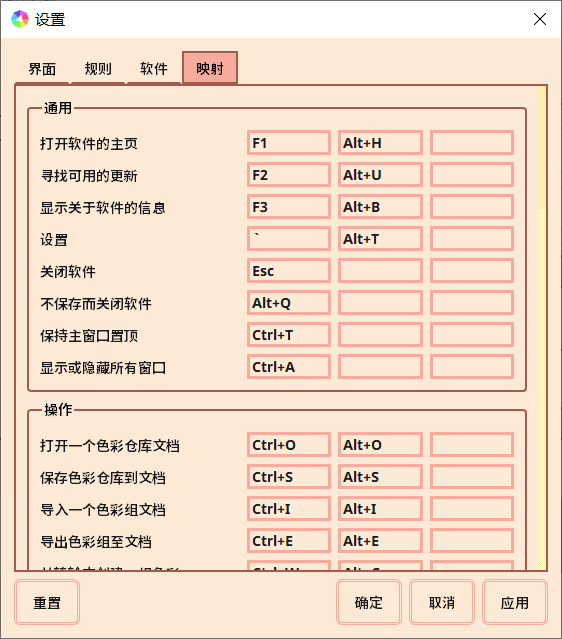 设置
界面 规则 软件 映射
通用
打开软件的主页 F1 Alt+H
寻找可用的更新 F2 Alt+U
显示关于软件的信息 F3 Alt+B
设置 ` Alt+T
关闭软件 Esc
不保存而关闭软件 Alt+Q
保持主窗口置顶 Ctrl+T
显示或隐藏所有窗口 Ctrl+A
操作
打开一个色彩仓库文档 Ctrl+O Alt+O
保存色彩仓库到文档 Ctrl+S Alt+S
导入一个色彩组文档 Ctrl+I Alt+I
导出色彩组至文档 Ctrl+E Alt+E
重置 确定 取消 应用